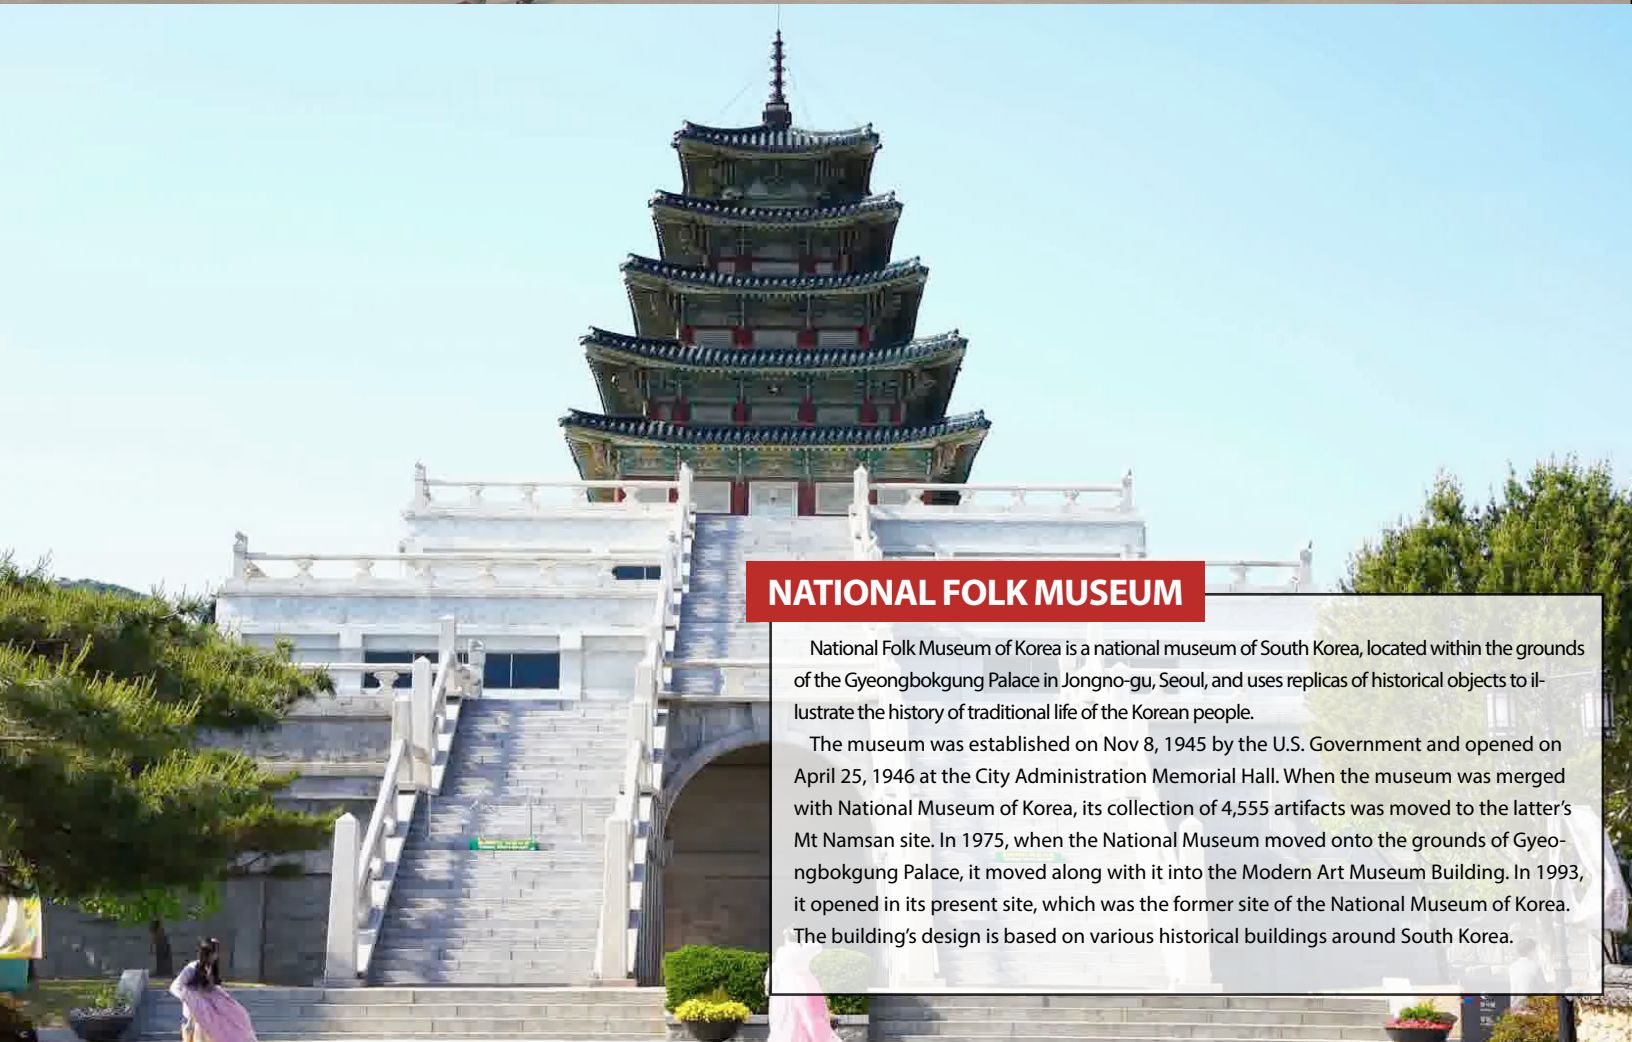 NATIONAL FOLK MUSEUM
National Folk Museum of Korea is a national museum of South Korea, located within the grounds
of the Gyeongbokgung Palace in Jongno-gu, Seoul, and uses replicas of historical objects to il-
lustrate the history of traditional life of the Korean people.
The museum was established on Nov 8, 1945 by the U.S. Government and opened on
April 25, 1946 at the City Administration Memorial Hall. When the museum was merged
with National Museum of Korea, its collection of 4,555 artifacts was moved to the latter’s
Mt Namsan site. In 1975, when the National Museum moved onto the grounds of Gyeo-
ngbokgung Palace, it moved along with it into the Modern Art Museum Building. In 1993,
it opened in its present site, which was the former site of the National Museum of Korea.
The building’s design is based on various historical buildings around South Korea.